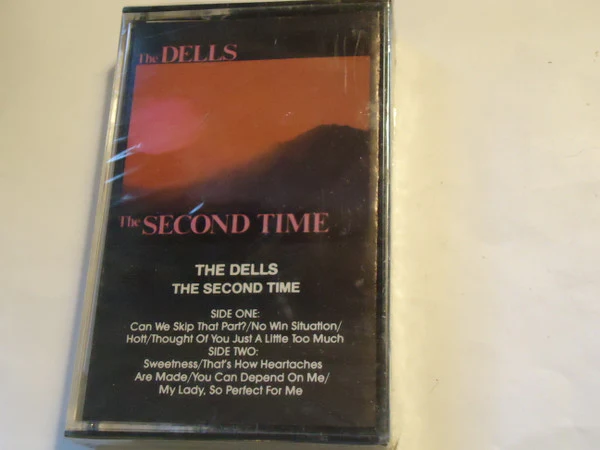 The DELLS
The SECOND TIME
THE DELLS
THE SECOND TIME
SIDE ONE:
Can We Skip That Part?/No Win Situation/
Hott/Thought Of You Just A Little Too Much
SIDE TWO:
Sweetness/That's How Heartaches
Are Made/You Can Depend On Me/
My Lady, So Perfect For Me